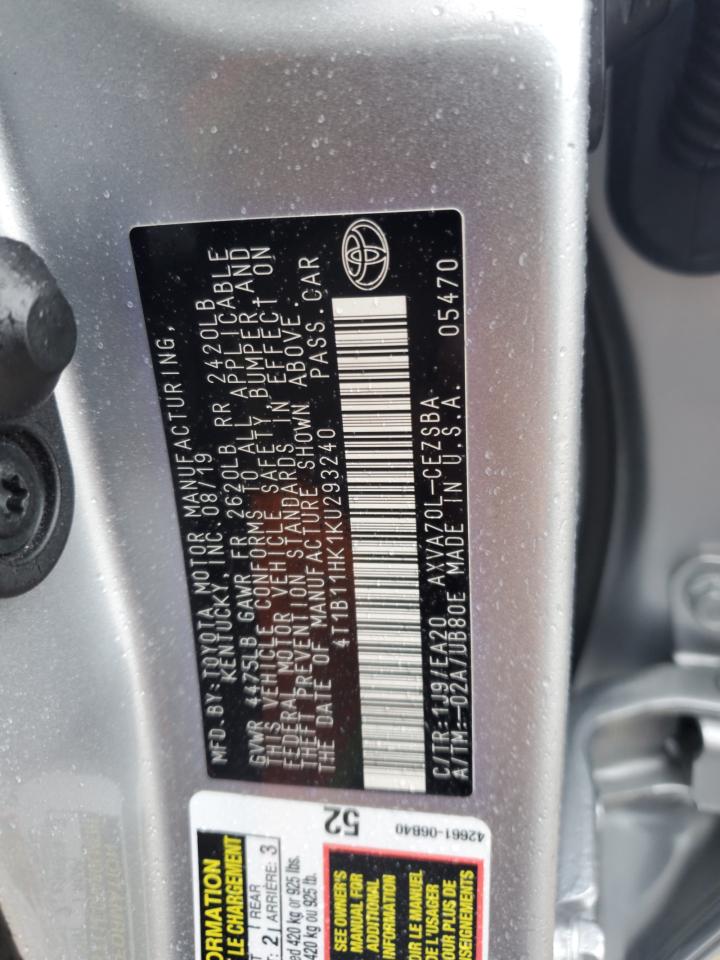 MFD.BY:TOYOTA MOTOR MANUFACTURING,
KENTUCKY, INC 08/19
GVWR 4475LB GAWR FR 2620LB RR 2420LB
THIS VEHICLE CONFORMS TO ALL APPLICABLE
FEDERAL MOTOR VEHICLE SAFETY, BUMPER, AND
THEFT PREVENTION STANDARDS IN EFFECT ON
THE DATE OF MANUFACTURE SHOWN ABOVE.
4T1B11HK1KU293240 PASS.CAR
C/TR:1J9/EA20 AXVA70L-CEZSBA
A/TM:-02A/UB80E MADE IN U.S.A. 05470
ORMATION
T LE CHARGEMENT
REAR
2 ARRIÈRE: 3
ed 420 kg or 925 lbs.
420 kg ou 925 lb.
52
SEE OWNER'S
MANUAL FOR
ADDITIONAL
INFORMATION
OIR LE MANUEL
DE L'USAGER
POUR PLUS DE
RENSEIGNEMENTS
42661-06B40